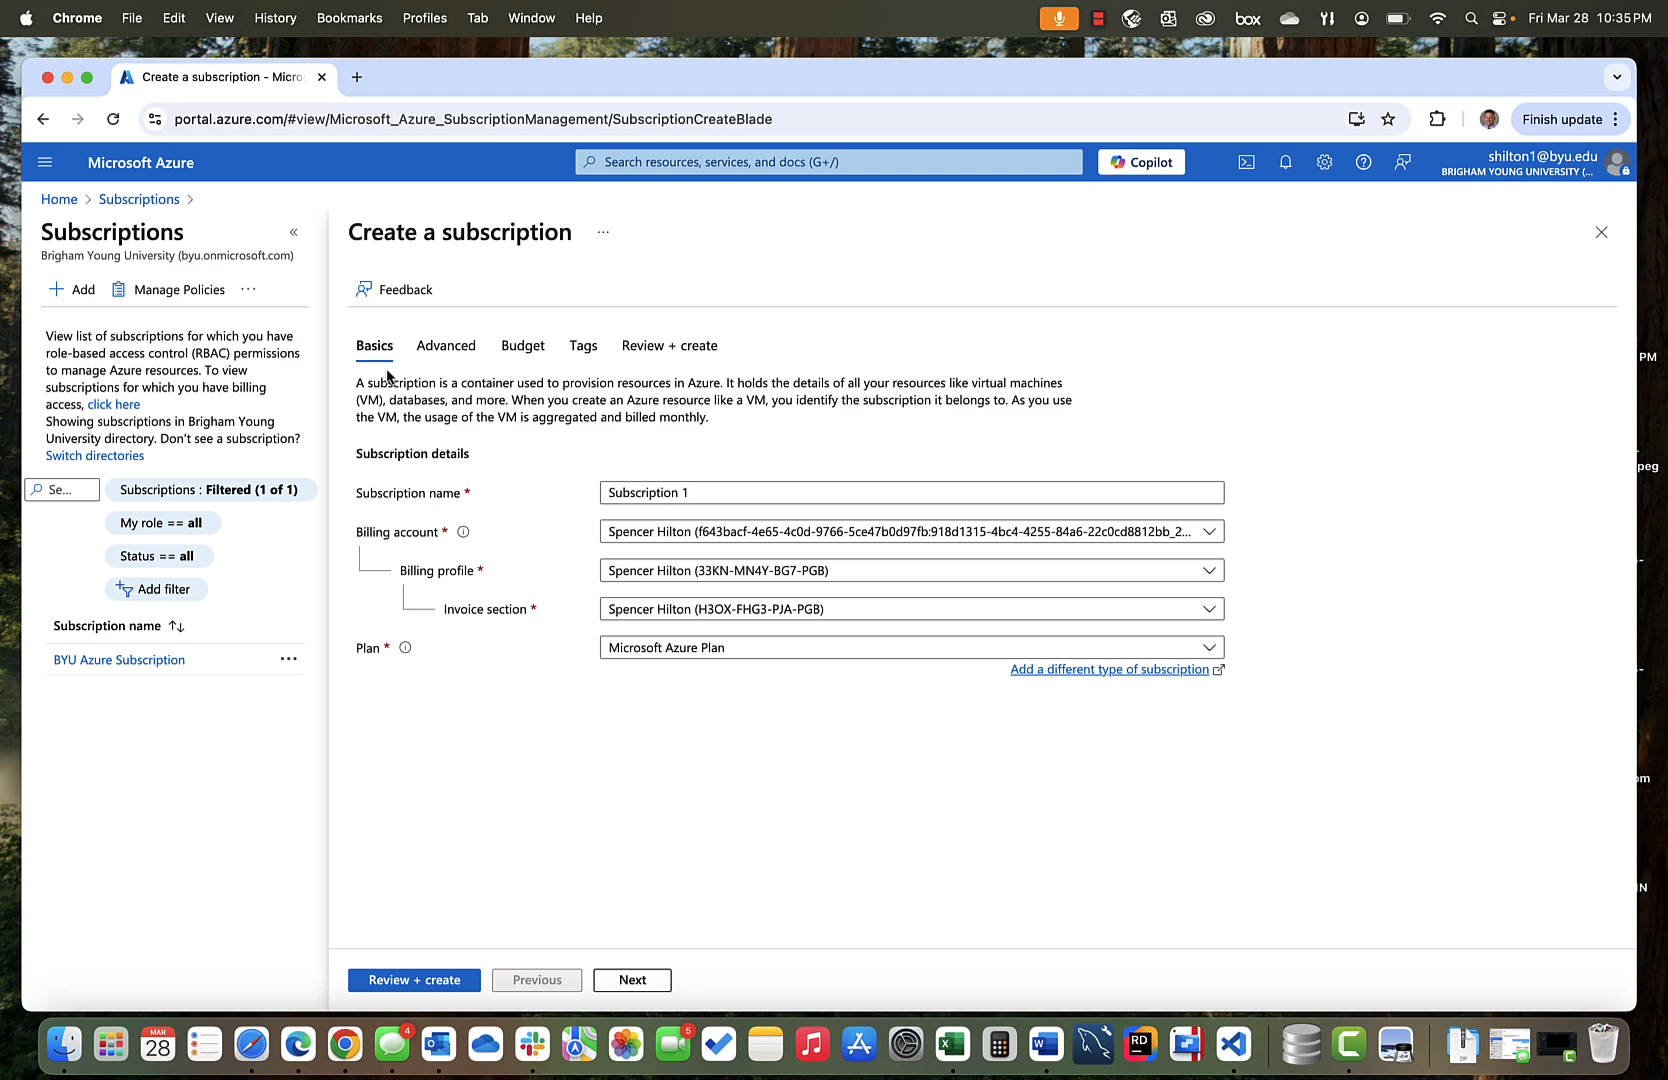 Chrome File Edit View History Bookmarks Profiles Tab Window Help
box
Fri Mar 28 10:35 PM
Create a subscription - Micro
portal.azure.com/#view/Microsoft_Azure_SubscriptionManagement/SubscriptionCreateBlade
Finish update
Microsoft Azure
Search resources, services, and docs (G+/)
Copilot
shilton1@byu.edu
BRIGHAM YOUNG UNIVERSITY (...
Home > Subscriptions >
Subscriptions
«
Brigham Young University (byu.onmicrosoft.com)
+ Add
Manage Policies
...
View list of subscriptions for which you have
role-based access control (RBAC) permissions
to manage Azure resources. To view
subscriptions for which you have billing
access, click here
Showing subscriptions in Brigham Young
University directory. Don't see a subscription?
Switch directories
Se...
Subscriptions : Filtered (1 of 1)
My role == all
Status == all
Add filter
Subscription name ↑↓
BYU Azure Subscription
...
Create a subscription
...
Feedback
Basics Advanced Budget Tags Review + create
A subscription is a container used to provision resources in Azure. It holds the details of all your resources like virtual machines
(VM), databases, and more. When you create an Azure resource like a VM, you identify the subscription it belongs to. As you use
the VM, the usage of the VM is aggregated and billed monthly.
Subscription details
Subscription name *
Subscription 1
Billing account *
Spencer Hilton (f643bacf-4e65-4c0d-9766-5ce47b0d97fb:918d1315-4bc4-4255-84a6-22c0cd8812bb_2...
Billing profile *
Spencer Hilton (33KN-MN4Y-BG7-PGB)
Invoice section *
Spencer Hilton (H3OX-FHG3-PJA-PGB)
Plan *
Microsoft Azure Plan
Add a different type of subscription
Review + create
Previous
Next
PM
peg
om
IN
MAR
28
4
5
RD
ZIP